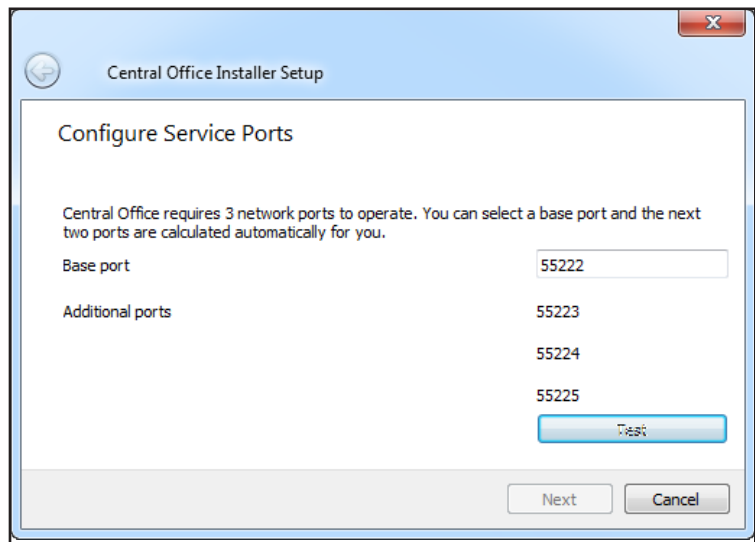 Central Office Installer Setup
Configure Service Ports
Central Office requires 3 network ports to operate. You can select a base port and the next
two ports are calculated automatically for you.
Base port 55222
Additional ports 55223
55224
55225
Test
Next Cancel